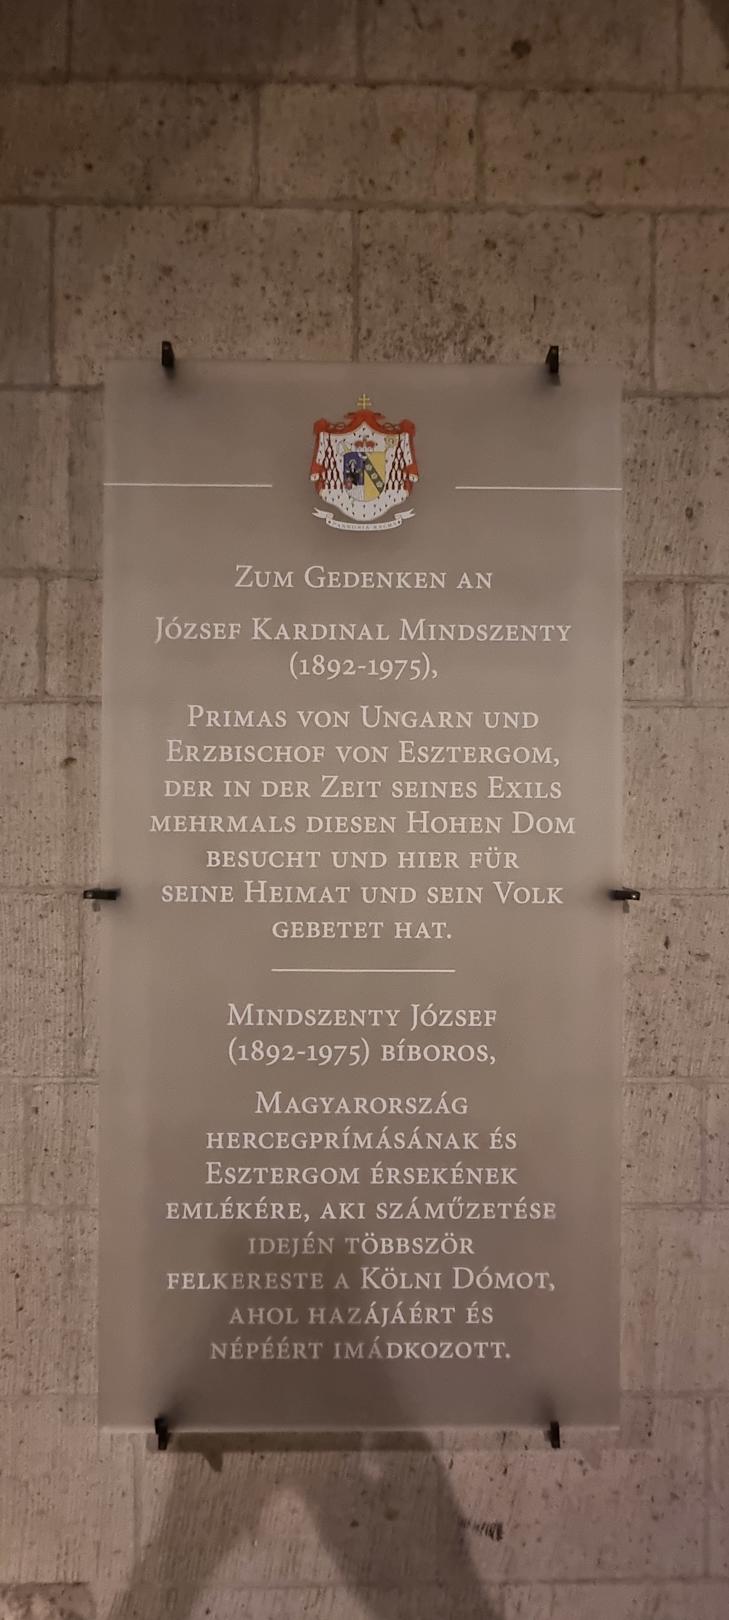 PANNONIA SACRA
Zum Gedenken an
József Kardinal Mindszenty
(1892-1975),
Primas von Ungarn und
Erzbischof von Esztergom,
der in der Zeit seines Exils
mehrmals diesen Hohen Dom
besucht und hier für
seine Heimat und sein Volk
gebetet hat.
Mindszenty József
(1892-1975) bíboros,
Magyarország
hercegprímásának és
Esztergom érsekének
emlékére, aki száműzetése
idején többször
felkereste a Kölni Dómot,
ahol hazájáért és
népéért imádkozott.